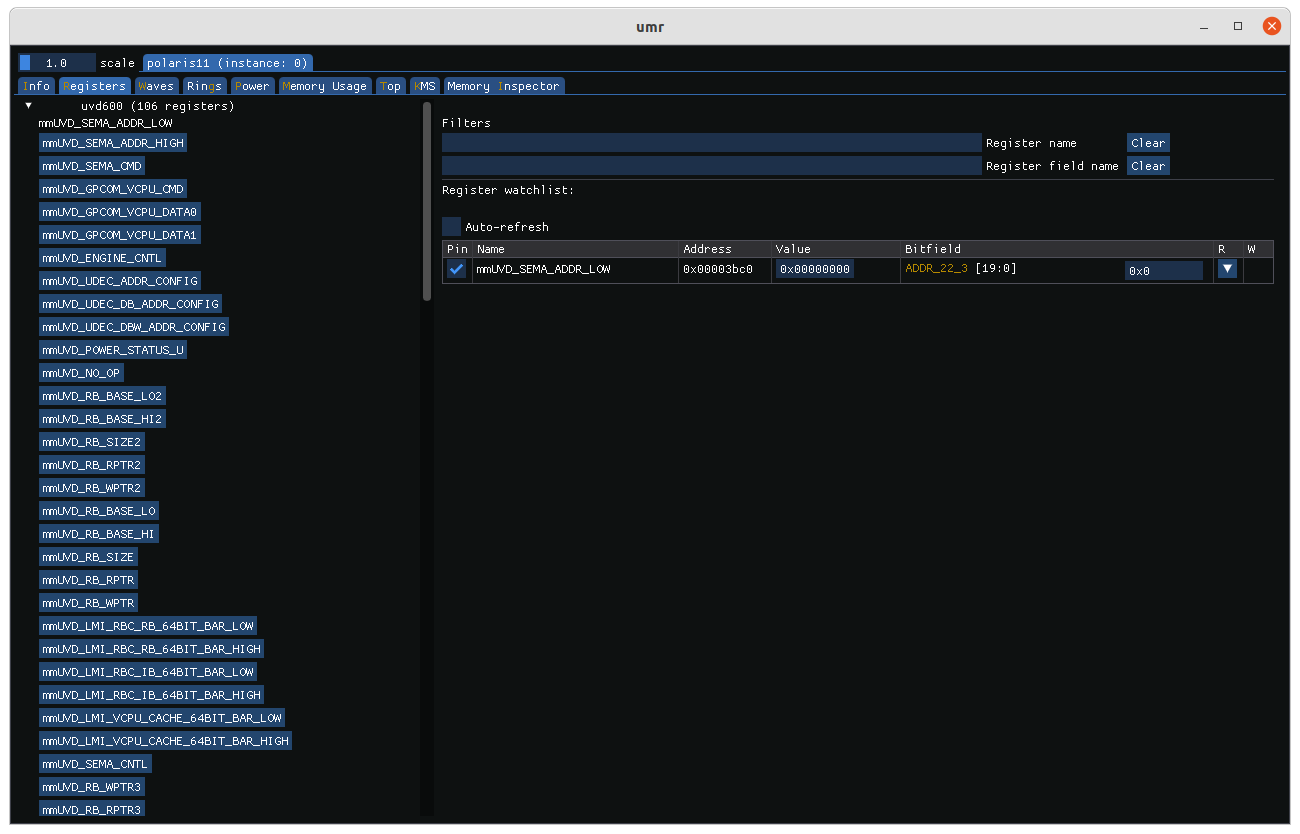 umr
1.0 scale polaris11 (instance: 0)
Info Registers Waves Rings Power Memory Usage Top KMS Memory Inspector
uvd600 (106 registers)
mmUVD_SEMA_ADDR_LOW
mmUVD_SEMA_ADDR_HIGH
mmUVD_SEMA_CMD
mmUVD_GPCOM_VCPU_CMD
mmUVD_GPCOM_VCPU_DATA0
mmUVD_GPCOM_VCPU_DATA1
mmUVD_ENGINE_CNTL
mmUVD_UDEC_ADDR_CONFIG
mmUVD_UDEC_DB_ADDR_CONFIG
mmUVD_UDEC_DBW_ADDR_CONFIG
mmUVD_POWER_STATUS_U
mmUVD_NO_OP
mmUVD_RB_BASE_LO2
mmUVD_RB_BASE_HI2
mmUVD_RB_SIZE2
mmUVD_RB_RPTR2
mmUVD_RB_WPTR2
mmUVD_RB_BASE_LO
mmUVD_RB_BASE_HI
mmUVD_RB_SIZE
mmUVD_RB_RPTR
mmUVD_RB_WPTR
mmUVD_LMI_RBC_RB_64BIT_BAR_LOW
mmUVD_LMI_RBC_RB_64BIT_BAR_HIGH
mmUVD_LMI_RBC_IB_64BIT_BAR_LOW
mmUVD_LMI_RBC_IB_64BIT_BAR_HIGH
mmUVD_LMI_VCPU_CACHE_64BIT_BAR_LOW
mmUVD_LMI_VCPU_CACHE_64BIT_BAR_HIGH
mmUVD_SEMA_CNTL
mmUVD_RB_WPTR3
mmUVD_RB_RPTR3
Filters
Register name Clear
Register field name Clear
Register watchlist:
Auto-refresh
Pin Name Address Value Bitfield R W
mmUVD_SEMA_ADDR_LOW 0x00003bc0 0x00000000 ADDR_22_3 [19:0] 0x0